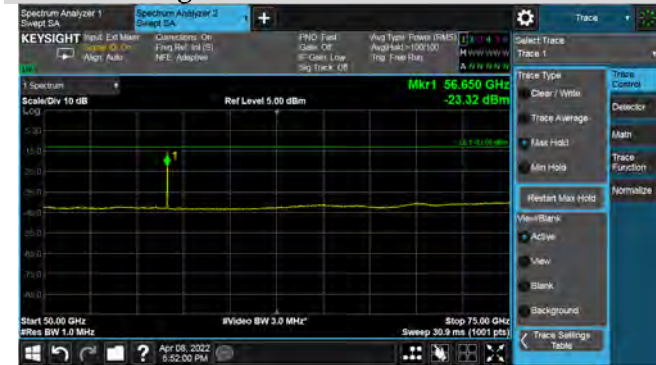 Spectrum Analyzer 1
Swept SA
Spectrum Analyzer 2
Swept SA
+
Trace
KEYSIGHT
Input: Ext Mixer
Align: Auto
Corrections: On
Freq Ref: Int (S)
NFE: Adaptive
PNO: Fast
Gate: Off
IF Gain: Low
Sig Track: Off
Avg Type: Power (RMS)
Avg|Hold:>100/100
Trig: Free Run
Select Trace
Trace 1
1 Spectrum
Scale/Div 10 dB
Log
Ref Level 5.00 dBm
Mkr1 56.650 GHz
-23.32 dBm
1
Start 50.00 GHz
#Res BW 1.0 MHz
#Video BW 3.0 MHz*
Stop 75.00 GHz
Sweep 30.9 ms (1001 pts)
Trace Type
Clear / Write
Trace Average
Max Hold
Min Hold
Restart Max Hold
View/Blank
Active
View
Blank
Background
Trace Settings
Table
Trace
Control
Detector
Math
Trace
Function
Normalize
?
Apr 08, 2022
6:52:00 PM